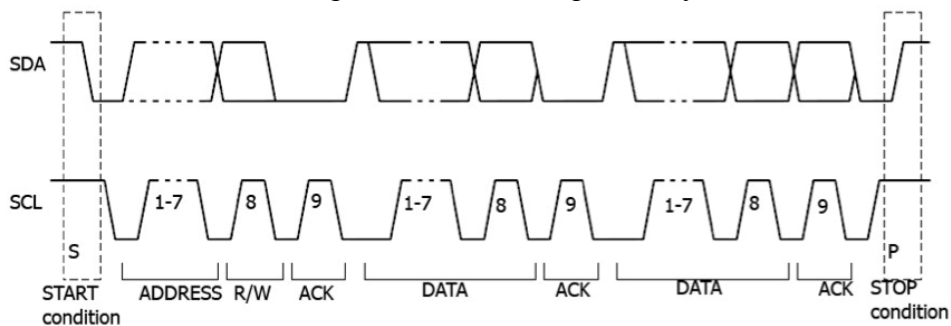 SDA
SCL
1-7 8 9 1-7 8 9 1-7 8 9
S P
START condition
ADDRESS R/W ACK DATA ACK DATA ACK
STOP condition